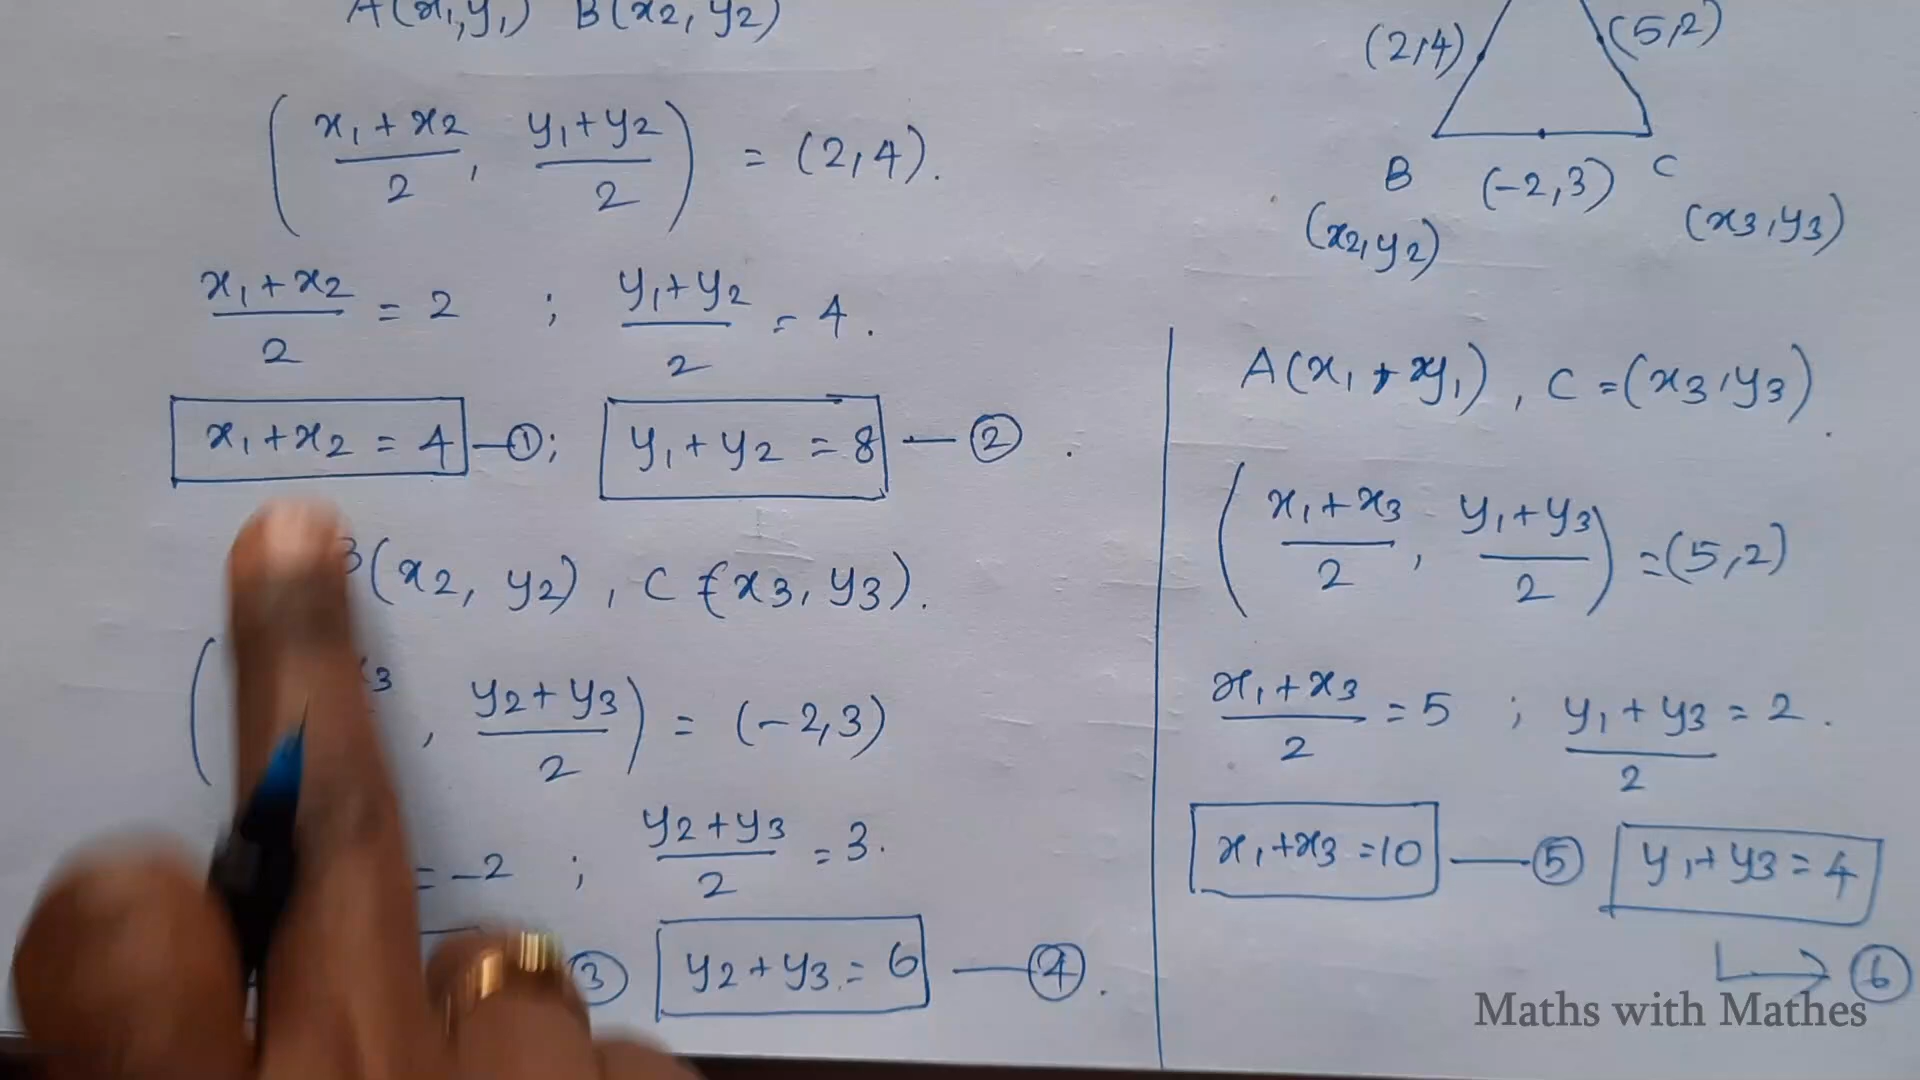 A(x₁,y₁) B(x₂, y₂)
(x₁+x₂/2, y₁+y₂/2) = (2,4).
x₁+x₂/2 = 2 ; y₁+y₂/2 = 4.
x₁+x₂ = 4 — ①; y₁+y₂ = 8 — ②
B(x₂, y₂), C (x₃, y₃).
, y₂+y₃/2) = (-2,3)
= -2 ; y₂+y₃/2 = 3.
③ y₂+y₃ = 6 — ④.
(2,4) (5,2)
B (-2,3) C
(x₂,y₂) (x₃,y₃)
A(x₁, y₁), C = (x₃,y₃).
(x₁+x₃/2, y₁+y₃/2) = (5,2)
x₁+x₃/2 = 5 ; y₁+y₃/2 = 2.
x₁+x₃ = 10 — ⑤ y₁+y₃ = 4
↳ ⑥
Maths with Mathes